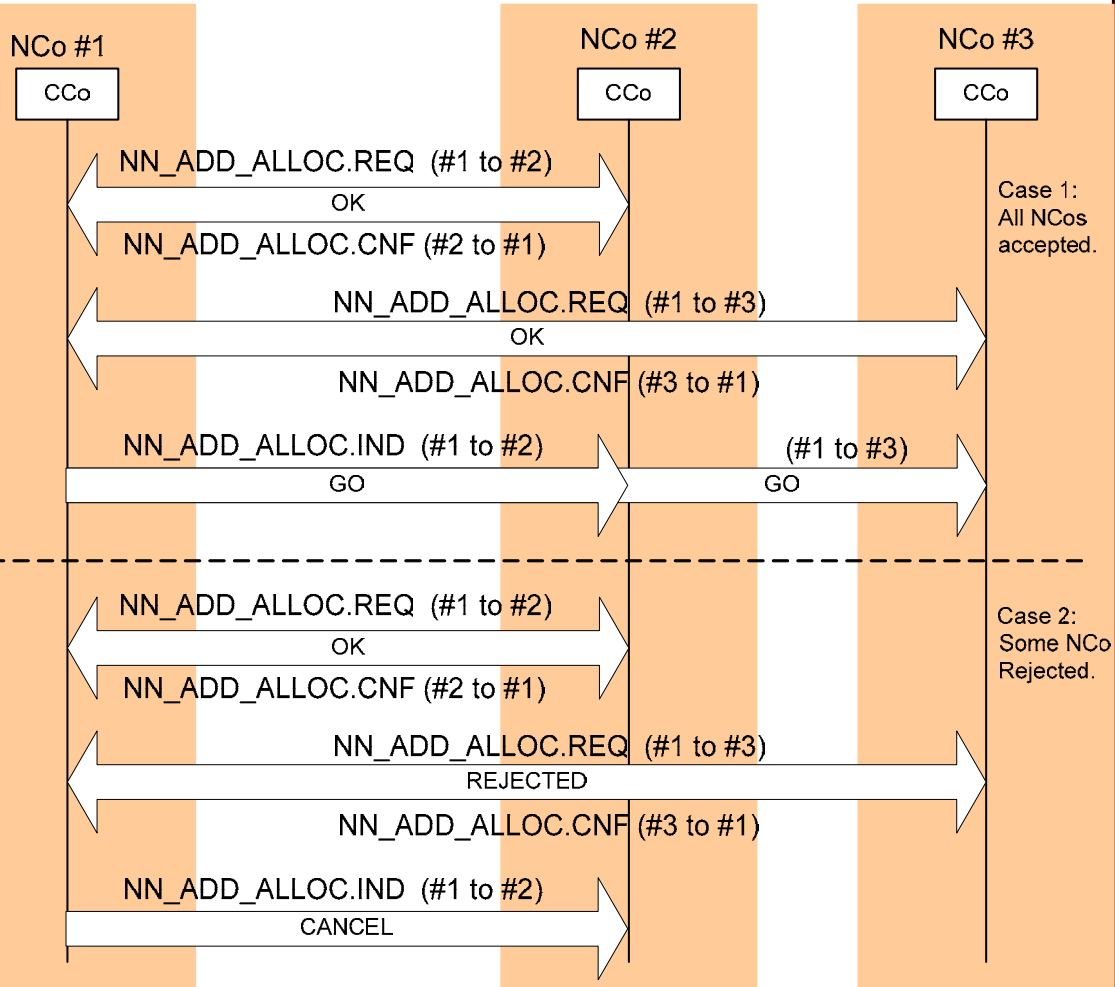 NCo #1
NCo #2
NCo #3
CCo
CCo
CCo
NN_ADD_ALLOC.REQ (#1 to #2)
OK
NN_ADD_ALLOC.CNF (#2 to #1)
Case 1:
All NCos
accepted.
NN_ADD_ALLOC.REQ (#1 to #3)
OK
NN_ADD_ALLOC.CNF (#3 to #1)
NN_ADD_ALLOC.IND (#1 to #2)
(#1 to #3)
GO
GO
NN_ADD_ALLOC.REQ (#1 to #2)
OK
NN_ADD_ALLOC.CNF (#2 to #1)
Case 2:
Some NCo
Rejected.
NN_ADD_ALLOC.REQ (#1 to #3)
REJECTED
NN_ADD_ALLOC.CNF (#3 to #1)
NN_ADD_ALLOC.IND (#1 to #2)
CANCEL